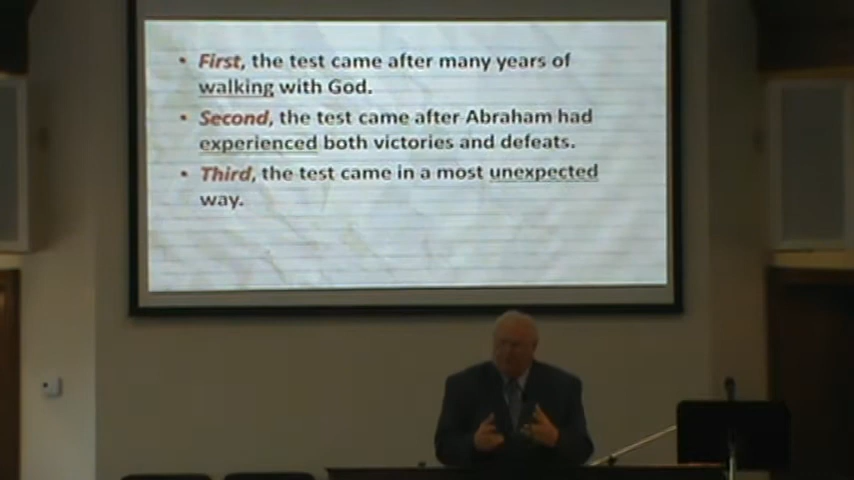 • First, the test came after many years of
walking with God.
• Second, the test came after Abraham had
experienced both victories and defeats.
• Third, the test came in a most unexpected
way.